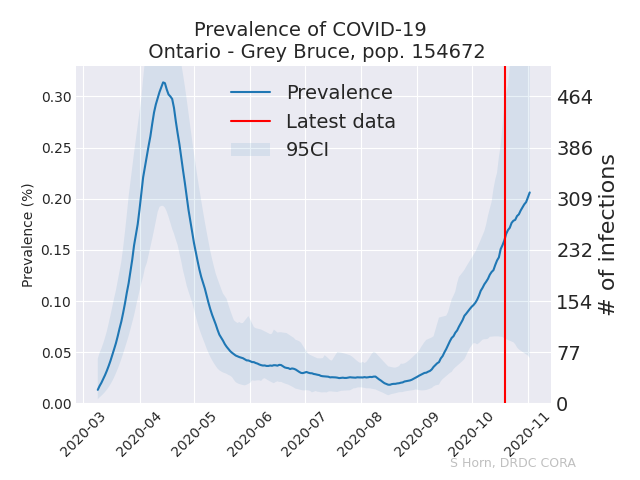 Prevalence of COVID-19
Ontario - Grey Bruce, pop. 154672
Prevalence
Latest data
95CI
Prevalence (%)
0.30
0.25
0.20
0.15
0.10
0.05
0.00
464
386
309
232
154
77
0
# of infections
2020-03
2020-04
2020-05
2020-06
2020-07
2020-08
2020-09
2020-10
2020-11
S Horn, DRDC CORA